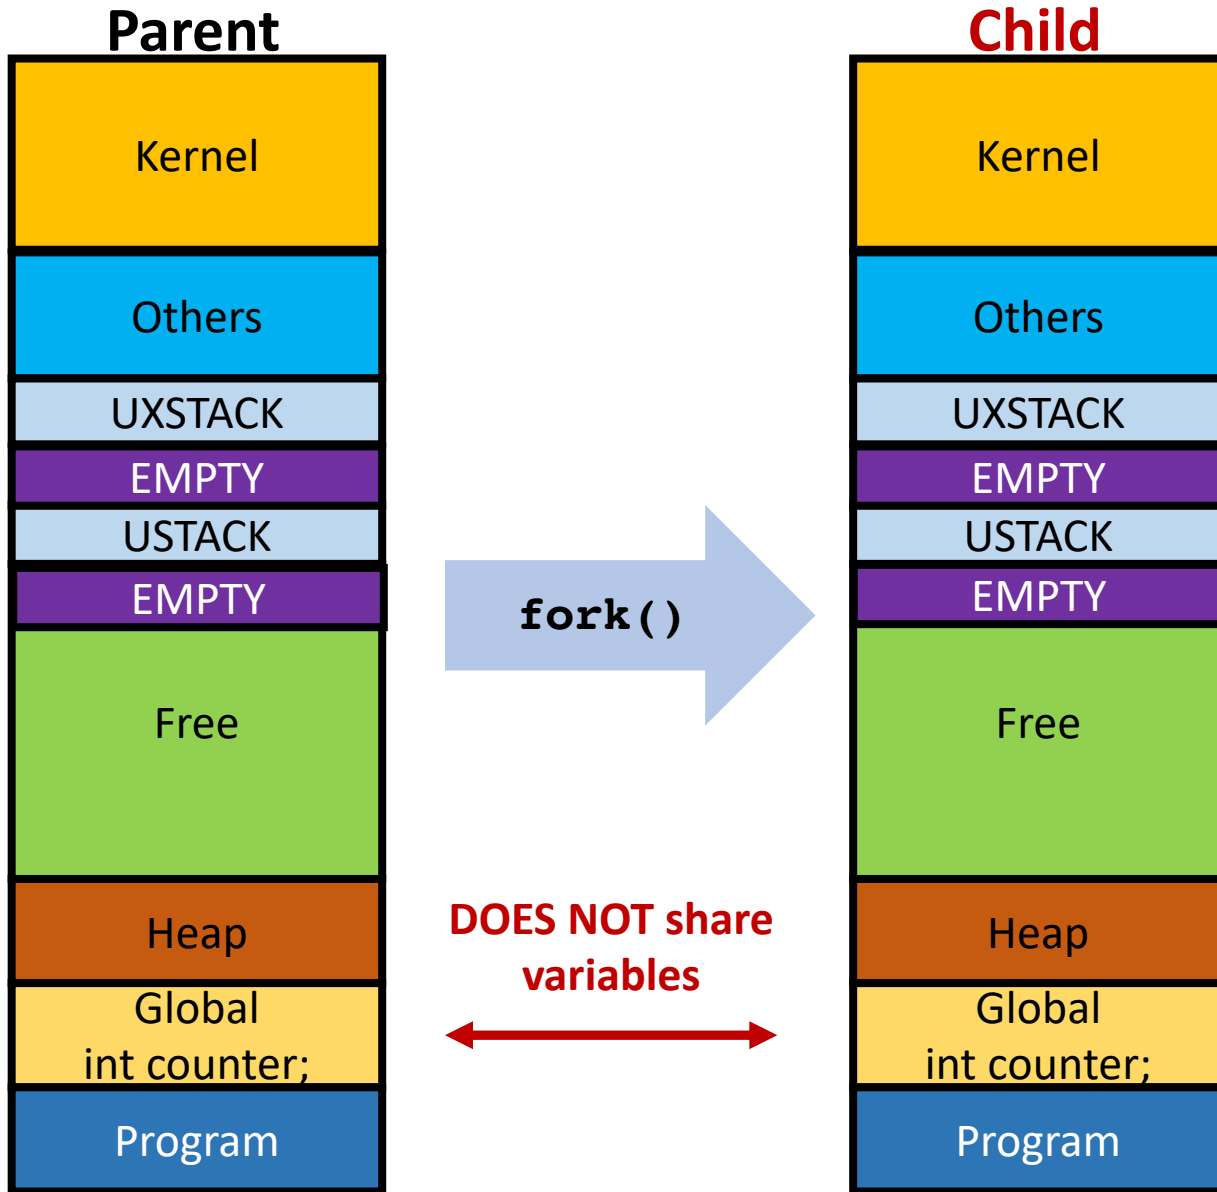 Parent
Kernel
Others
UXSTACK
EMPTY
USTACK
EMPTY
Free
Heap
Global
int counter;
Program
fork()
DOES NOT share
variables
Child
Kernel
Others
UXSTACK
EMPTY
USTACK
EMPTY
Free
Heap
Global
int counter;
Program